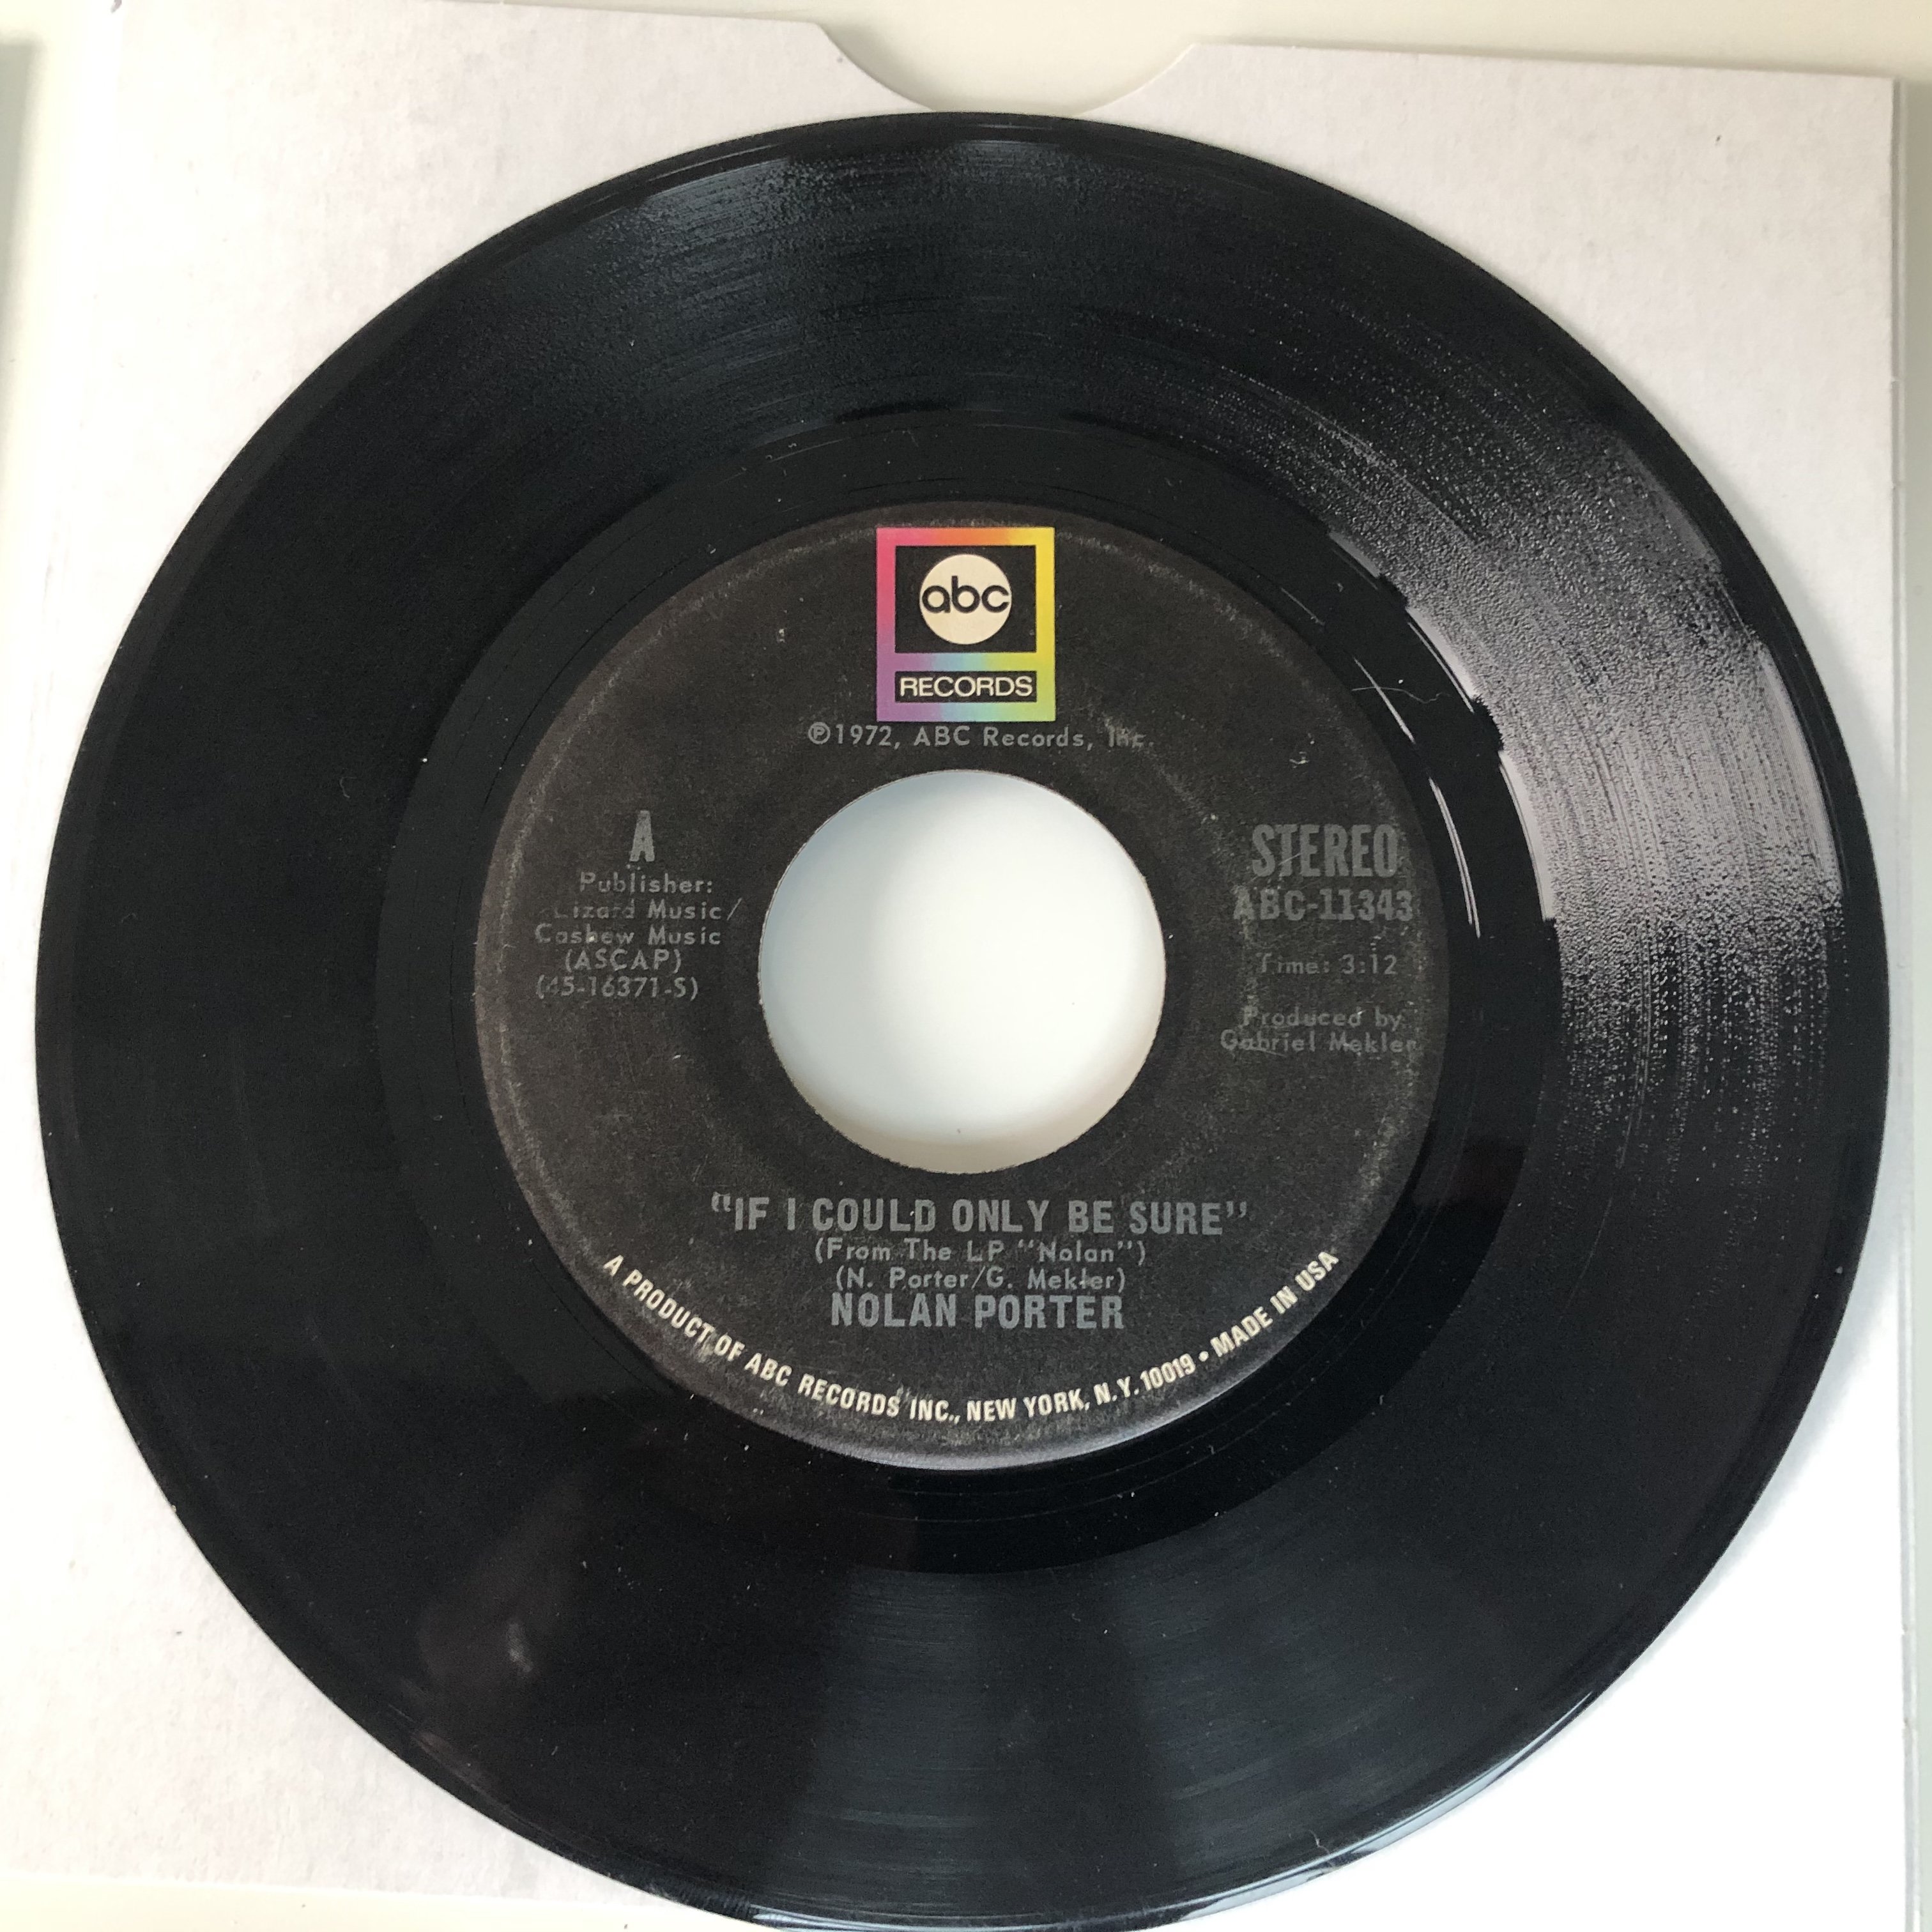 abc
RECORDS
℗1972, ABC Records, Inc.
A
Publisher:
Lizard Music/
Cashew Music
(ASCAP)
(45-16371-S)
STEREO
ABC-11343
Time: 3:12
Produced by
Gabriel Mekler
"IF I COULD ONLY BE SURE"
(From The LP "Nolan")
(N. Porter/G. Mekler)
NOLAN PORTER
A PRODUCT OF ABC RECORDS INC., NEW YORK, N.Y. 10019 • MADE IN USA